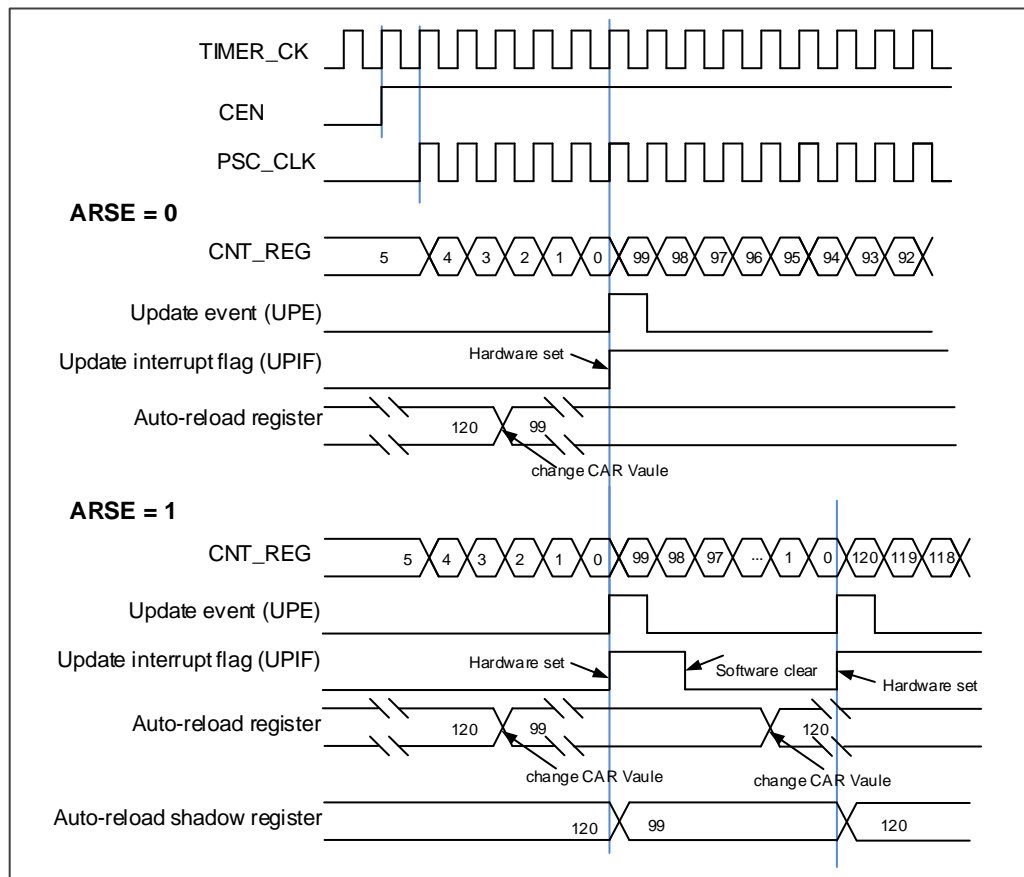 TIMER_CK
CEN
PSC_CLK
ARSE = 0
CNT_REG 5 4 3 2 1 0 99 98 97 96 95 94 93 92
Update event (UPE)
Update interrupt flag (UPIF) Hardware set
Auto-reload register 120 99
change CAR Vaule
ARSE = 1
CNT_REG 5 4 3 2 1 0 99 98 97 ... 1 0 120 119 118
Update event (UPE)
Update interrupt flag (UPIF) Hardware set Software clear Hardware set
Auto-reload register 120 99 120
change CAR Vaule change CAR Vaule
Auto-reload shadow register 120 99 120